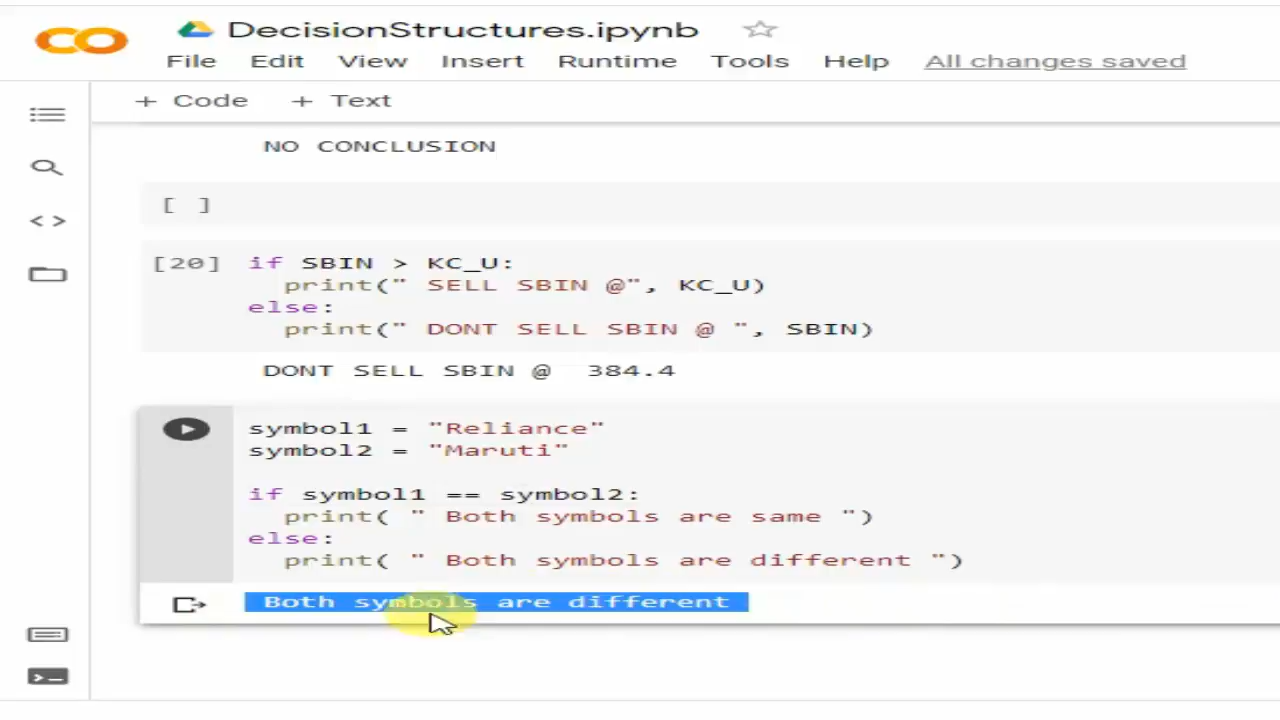 DecisionStructures.ipynb
File Edit View Insert Runtime Tools Help All changes saved
+ Code + Text
NO CONCLUSION
[ ]
[20] if SBIN > KC_U:
print(" SELL SBIN @", KC_U)
else:
print(" DONT SELL SBIN @ ", SBIN)
DONT SELL SBIN @ 384.4
symbol1 = "Reliance"
symbol2 = "Maruti"
if symbol1 == symbol2:
print( " Both symbols are same ")
else:
print( " Both symbols are different ")
Both symbols are different